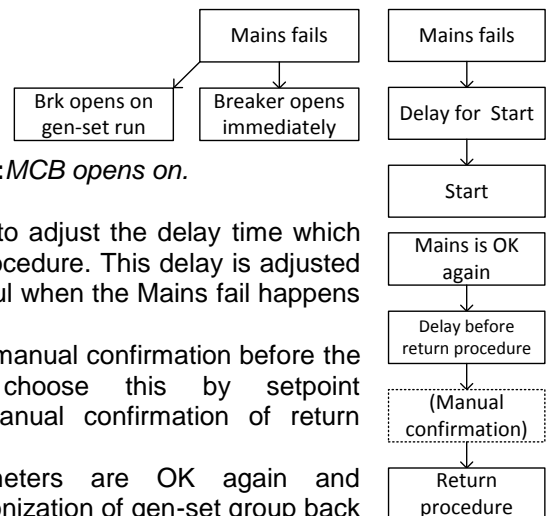 Mains fails
Brk opens on
gen-set run
Breaker opens
immediately
:MCB opens on.
to adjust the delay time which
ocedure. This delay is adjusted
ul when the Mains fail happens
manual confirmation before the
choose this by setpoint
anual confirmation of return
neters are OK again and
onization of gen-set group back
Mains fails
Delay for Start
Start
Mains is OK
again
Delay before
return procedure
(Manual
confirmation)
Return
procedure